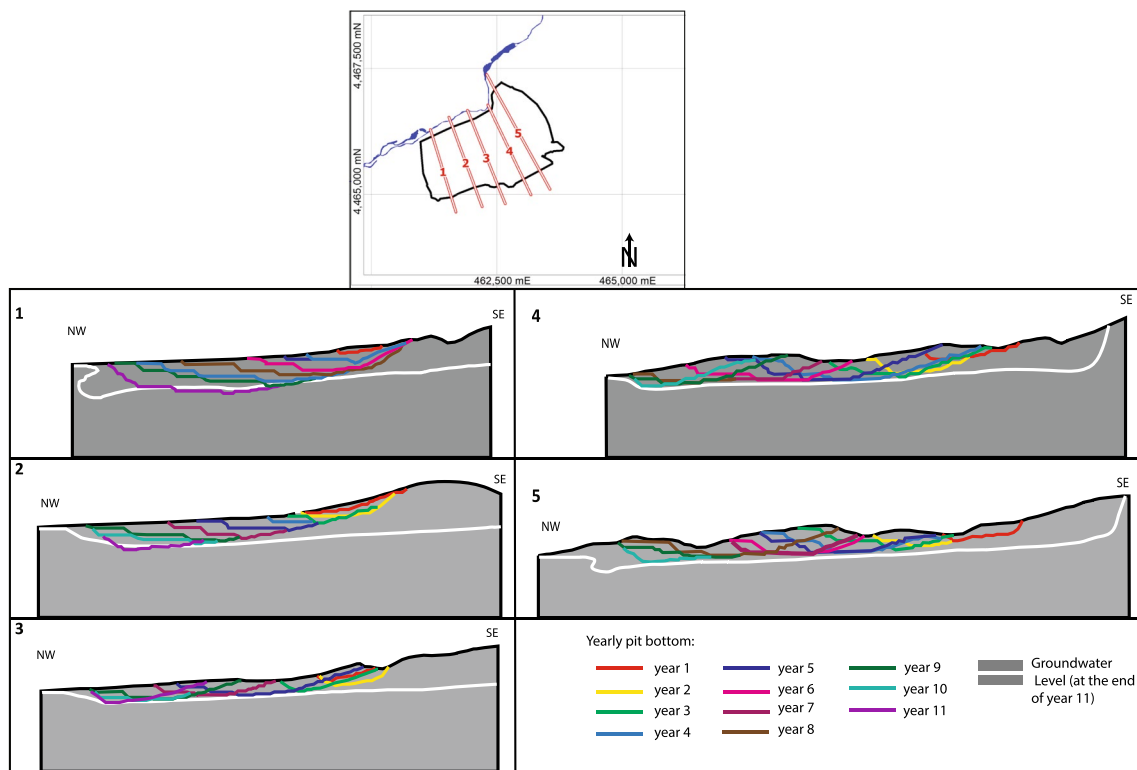 4,467,500 mN
4,465,000 mN
1
2
3
4
5
N
462,500 mE
465,000 mE
1
NW
SE
2
NW
SE
3
NW
SE
4
NW
SE
5
NW
SE
Yearly pit bottom:
year 1
year 2
year 3
year 4
year 5
year 6
year 7
year 8
year 9
year 10
year 11
Groundwater
Level (at the end
of year 11)